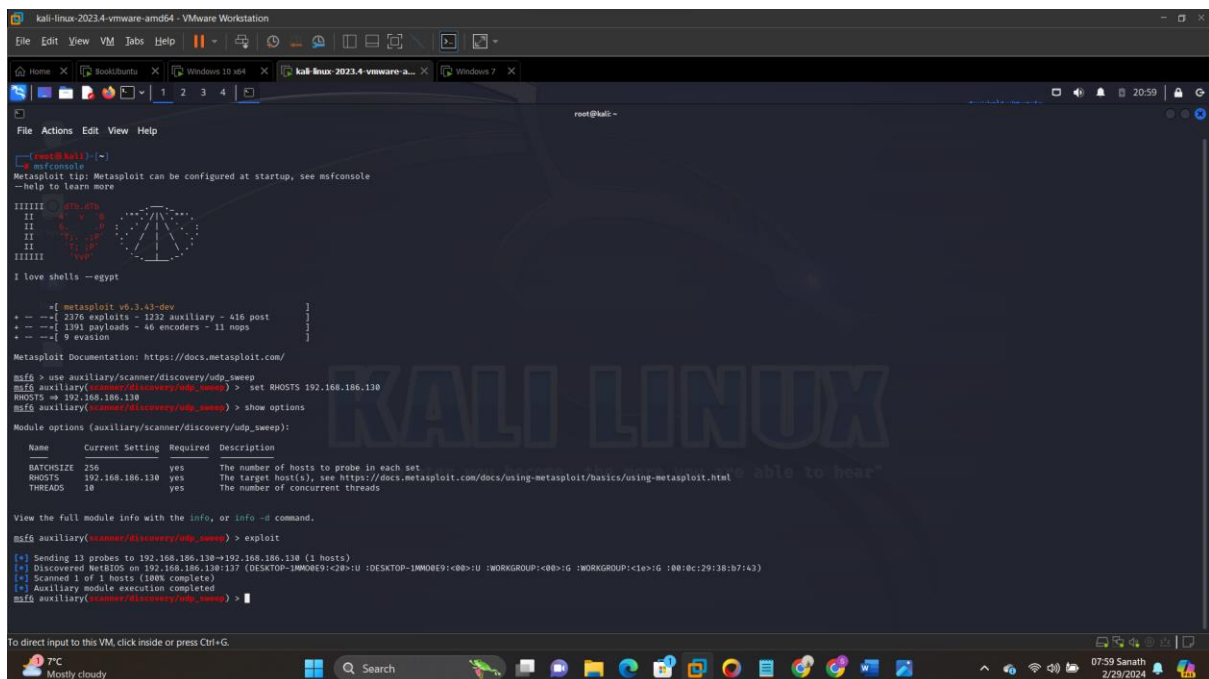 kali-linux-2023.4-vmware-amd64 - VMware Workstation
File Edit View VM Tabs Help
Home BookUbuntu Windows 10 x64 kali-linux-2023.4-vmware-a... Windows 7
1 2 3 4 20:59
root@kali: ~
File Actions Edit View Help
(root㉿kali)-[~]
# msfconsole
Metasploit tip: Metasploit can be configured at startup, see msfconsole
--help to learn more
I love shells --egypt
=[ metasploit v6.3.43-dev ]
+ -- --=[ 2376 exploits - 1232 auxiliary - 416 post ]
+ -- --=[ 1391 payloads - 46 encoders - 11 nops ]
+ -- --=[ 9 evasion ]
Metasploit Documentation: https://docs.metasploit.com/
msf6 > use auxiliary/scanner/discovery/udp_sweep
msf6 auxiliary(scanner/discovery/udp_sweep) > set RHOSTS 192.168.186.130
RHOSTS => 192.168.186.130
msf6 auxiliary(scanner/discovery/udp_sweep) > show options
KALI LINUX
Module options (auxiliary/scanner/discovery/udp_sweep):
Name Current Setting Required Description
BATCHSIZE 256 yes The number of hosts to probe in each set
you become, the more you are able to hear"
RHOSTS 192.168.186.130 yes The target host(s), see https://docs.metasploit.com/docs/using-metasploit/basics/using-metasploit.html
THREADS 10 yes The number of concurrent threads
View the full module info with the info, or info -d command.
msf6 auxiliary(scanner/discovery/udp_sweep) > exploit
[*] Sending 13 probes to 192.168.186.130->192.168.186.130 (1 hosts)
[*] Discovered NetBIOS on 192.168.186.130:137 (DESKTOP-1MMO0E9:<20>:U :DESKTOP-1MMO0E9:<00>:U :WORKGROUP:<00>:G :WORKGROUP:<1e>:G :00:0c:29:38:b7:43)
[*] Scanned 1 of 1 hosts (100% complete)
[*] Auxiliary module execution completed
msf6 auxiliary(scanner/discovery/udp_sweep) >
To direct input to this VM, click inside or press Ctrl+G.
1 7°C
Mostly cloudy
Search
07:59 Sanath
2/29/2024